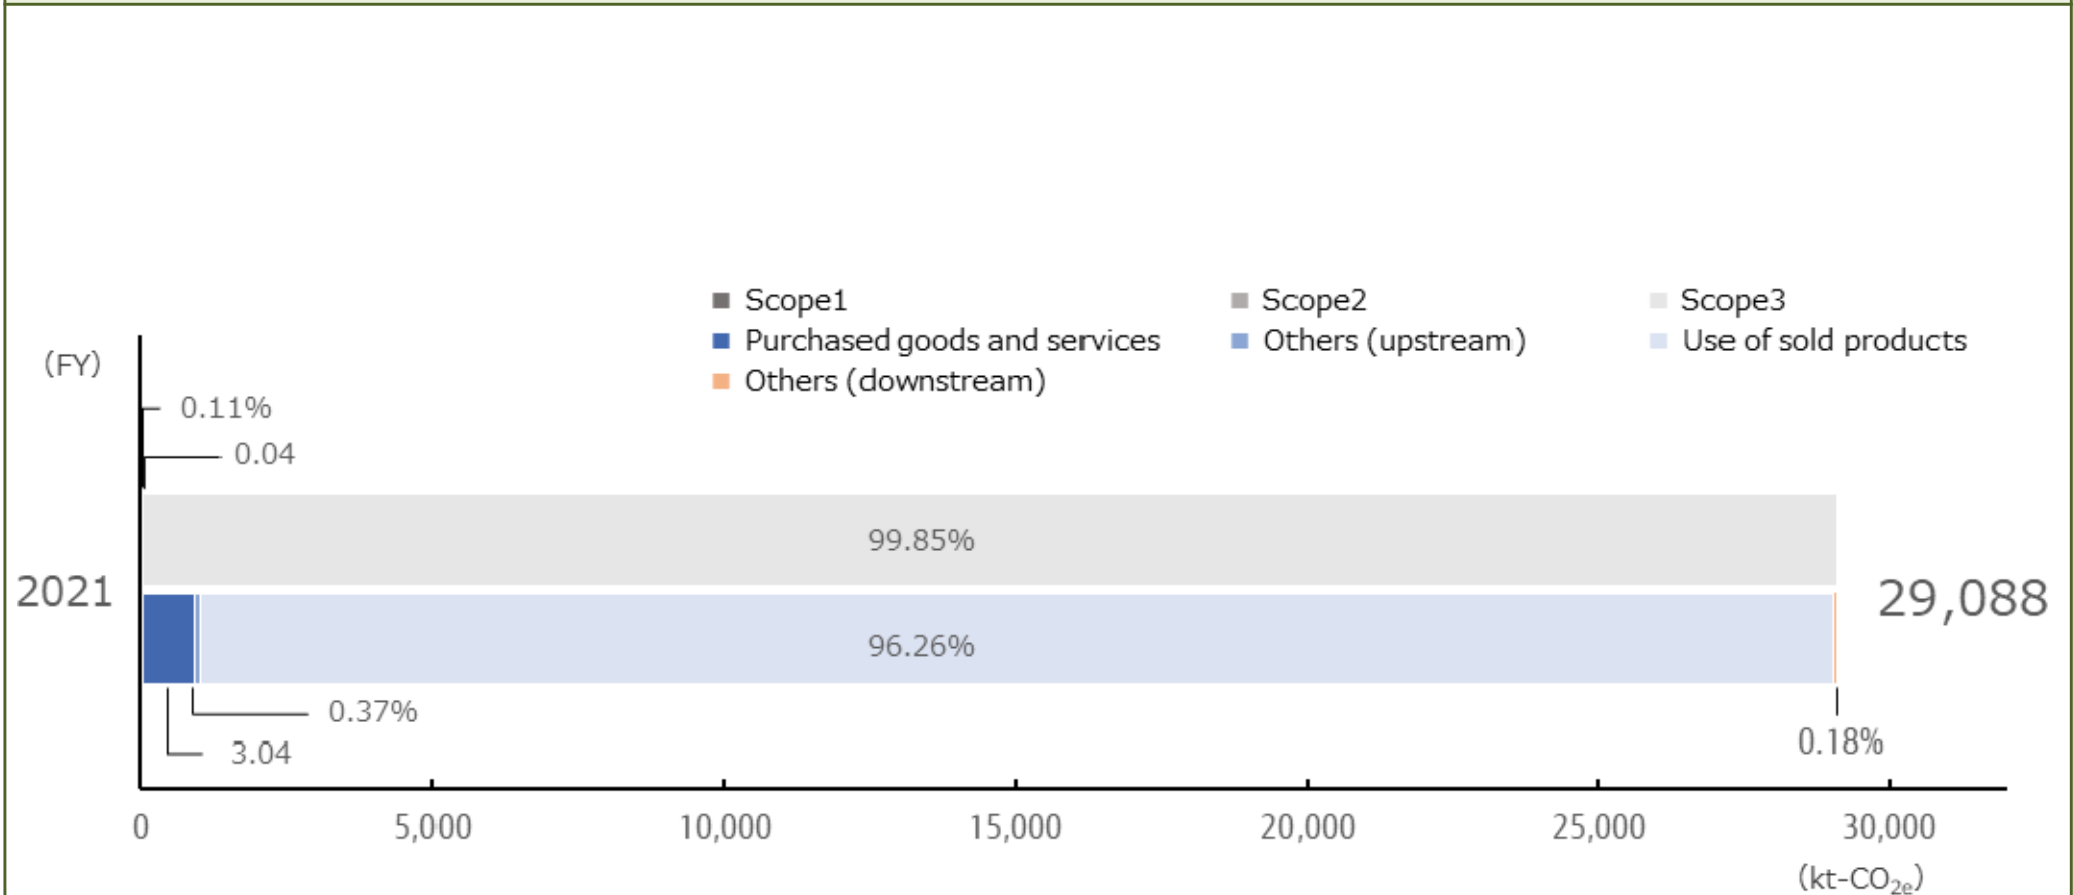 Scope1 Scope2 Scope3
Purchased goods and services Others (upstream) Use of sold products
Others (downstream)
(FY)
0.11%
0.04
99.85%
2021
29,088
96.26%
0.37%
3.04
0.18%
0 5,000 10,000 15,000 20,000 25,000 30,000
(kt-CO2e)